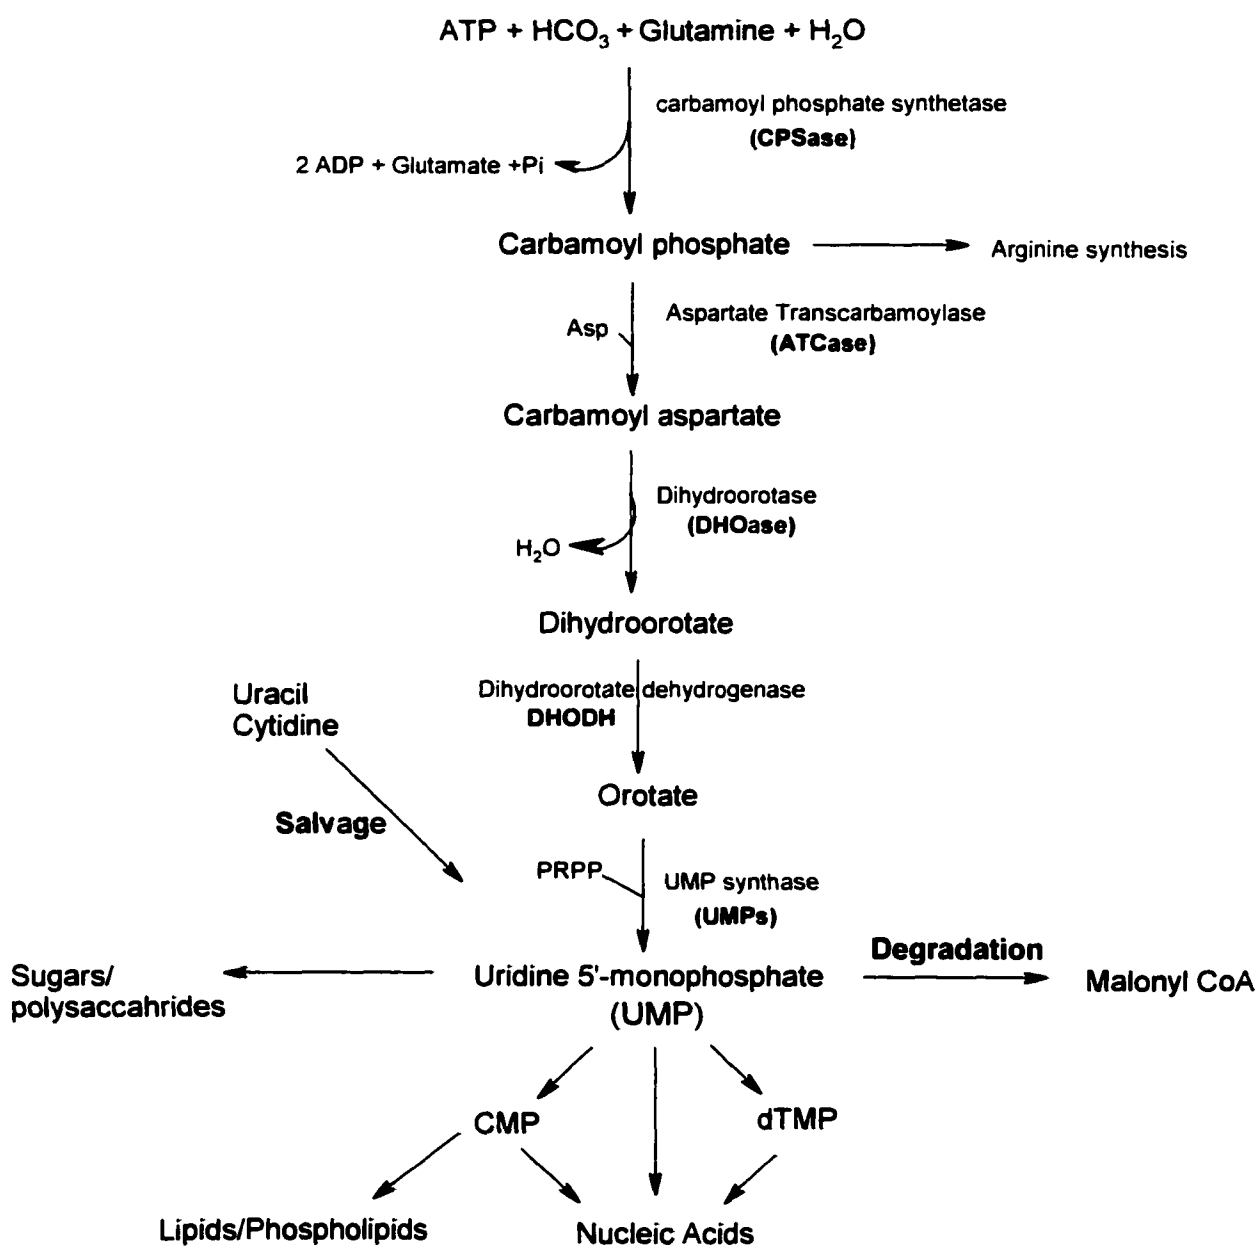 ATP + HCO3 + Glutamine + H2O
carbamoyl phosphate synthetase
(CPSase)
2 ADP + Glutamate +Pi
Carbamoyl phosphate
Arginine synthesis
Asp
Aspartate Transcarbamoylase
(ATCase)
Carbamoyl aspartate
Dihydroorotase
(DHOase)
H2O
Dihydroorotate
Uracil
Cytidine
Dihydroorotate dehydrogenase
DHODH
Orotate
Salvage
PRPP
UMP synthase
(UMPs)
Degradation
Sugars/
polysaccahrides
Uridine 5'-monophosphate
(UMP)
Malonyl CoA
CMP
dTMP
Lipids/Phospholipids
Nucleic Acids